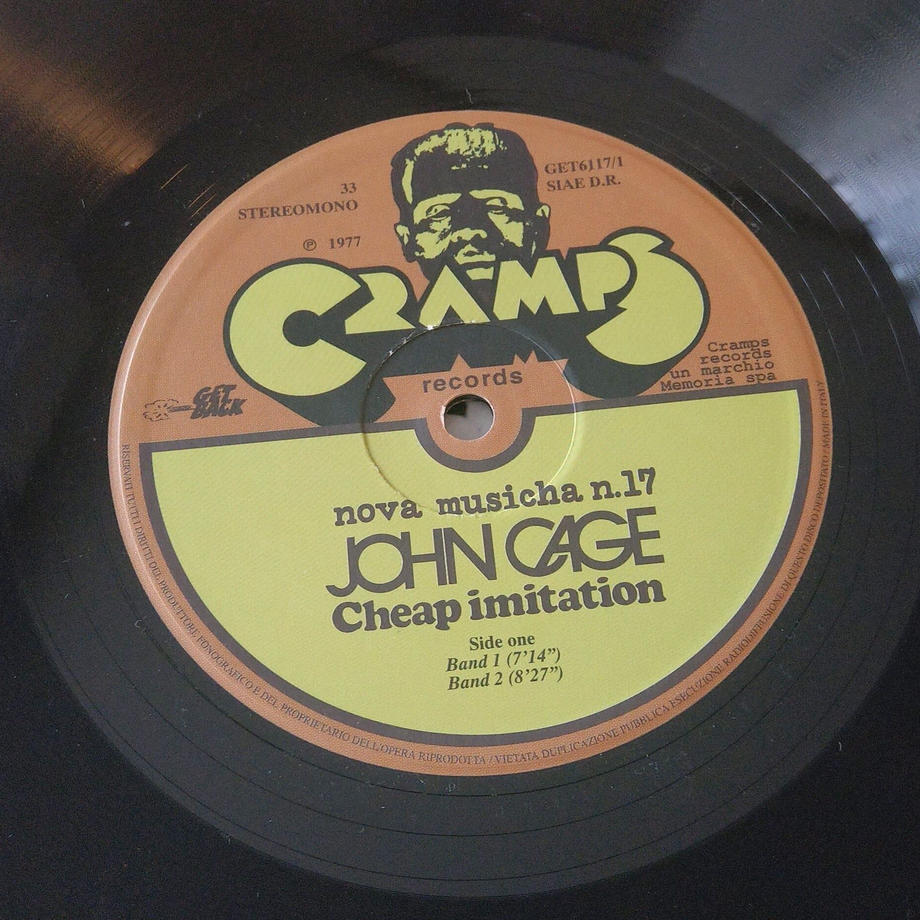 33
STEREOMONO
℗ 1977
GET6117/1
SIAE D.R.
CRAMPS
records
Cramps
records
un marchio
Memoria spa
GET
BACK
nova musicha n.17
JOHN CAGE
Cheap imitation
Side one
Band 1 (7'14")
Band 2 (8'27")
RISERVATI TUTTI I DIRITTI DEL PRODUTTORE FONOGRAFICO E DEL PROPRIETARIO DELL'OPERA RIPRODOTTA / VIETATA DUPLICAZIONE PUBBLICA ESECUZIONE RADIODIFFUSIONE DI QUESTO DISCO DEPOSITATO / MADE IN ITALY